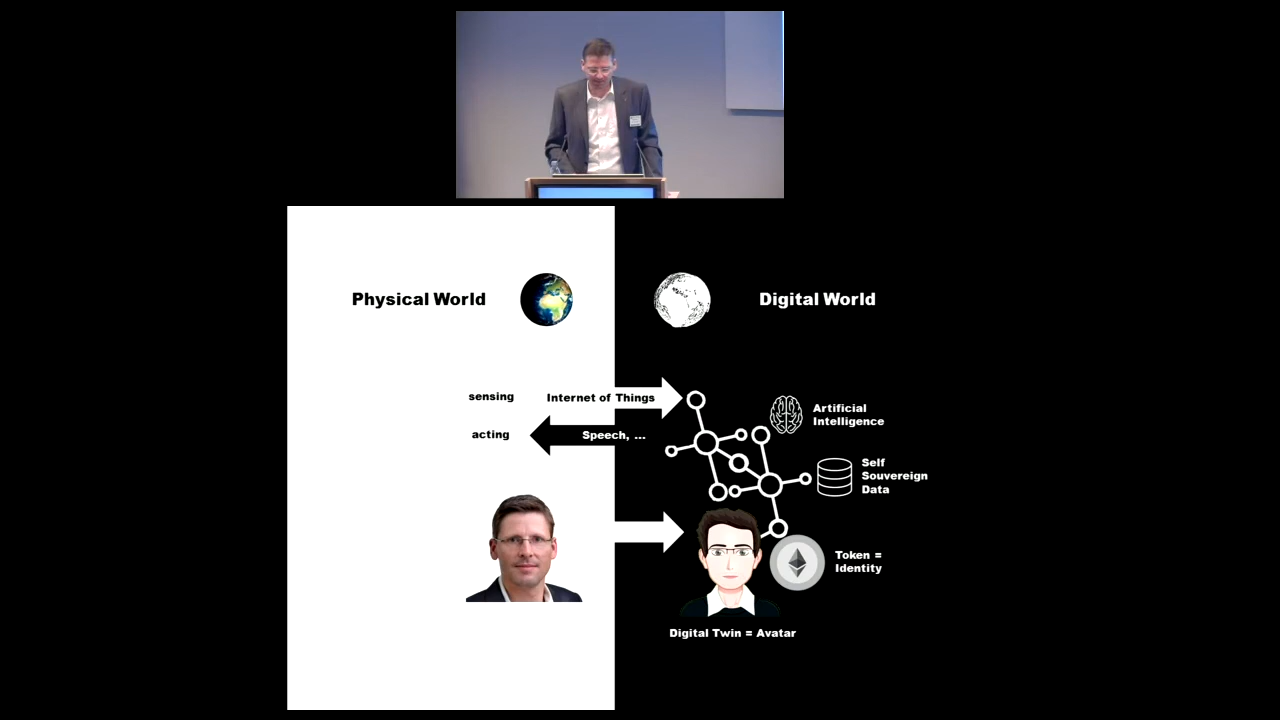 Physical World
Digital World
sensing
Internet of Things
acting
Speech, ...
Artificial
Intelligence
Self
Souvereign
Data
Token =
Identity
Digital Twin = Avatar